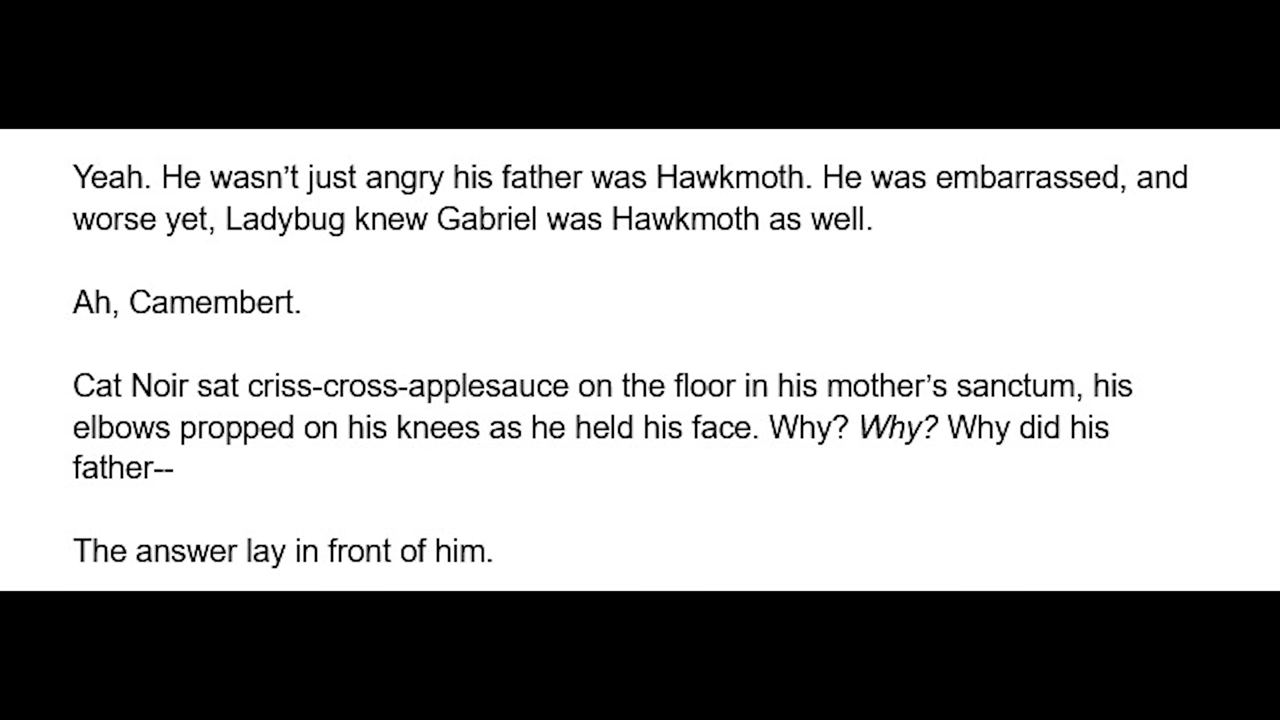 Yeah. He wasn’t just angry his father was Hawkmoth. He was embarrassed, and
worse yet, Ladybug knew Gabriel was Hawkmoth as well.
Ah, Camembert.
Cat Noir sat criss-cross-applesauce on the floor in his mother’s sanctum, his
elbows propped on his knees as he held his face. Why? Why? Why did his
father--
The answer lay in front of him.